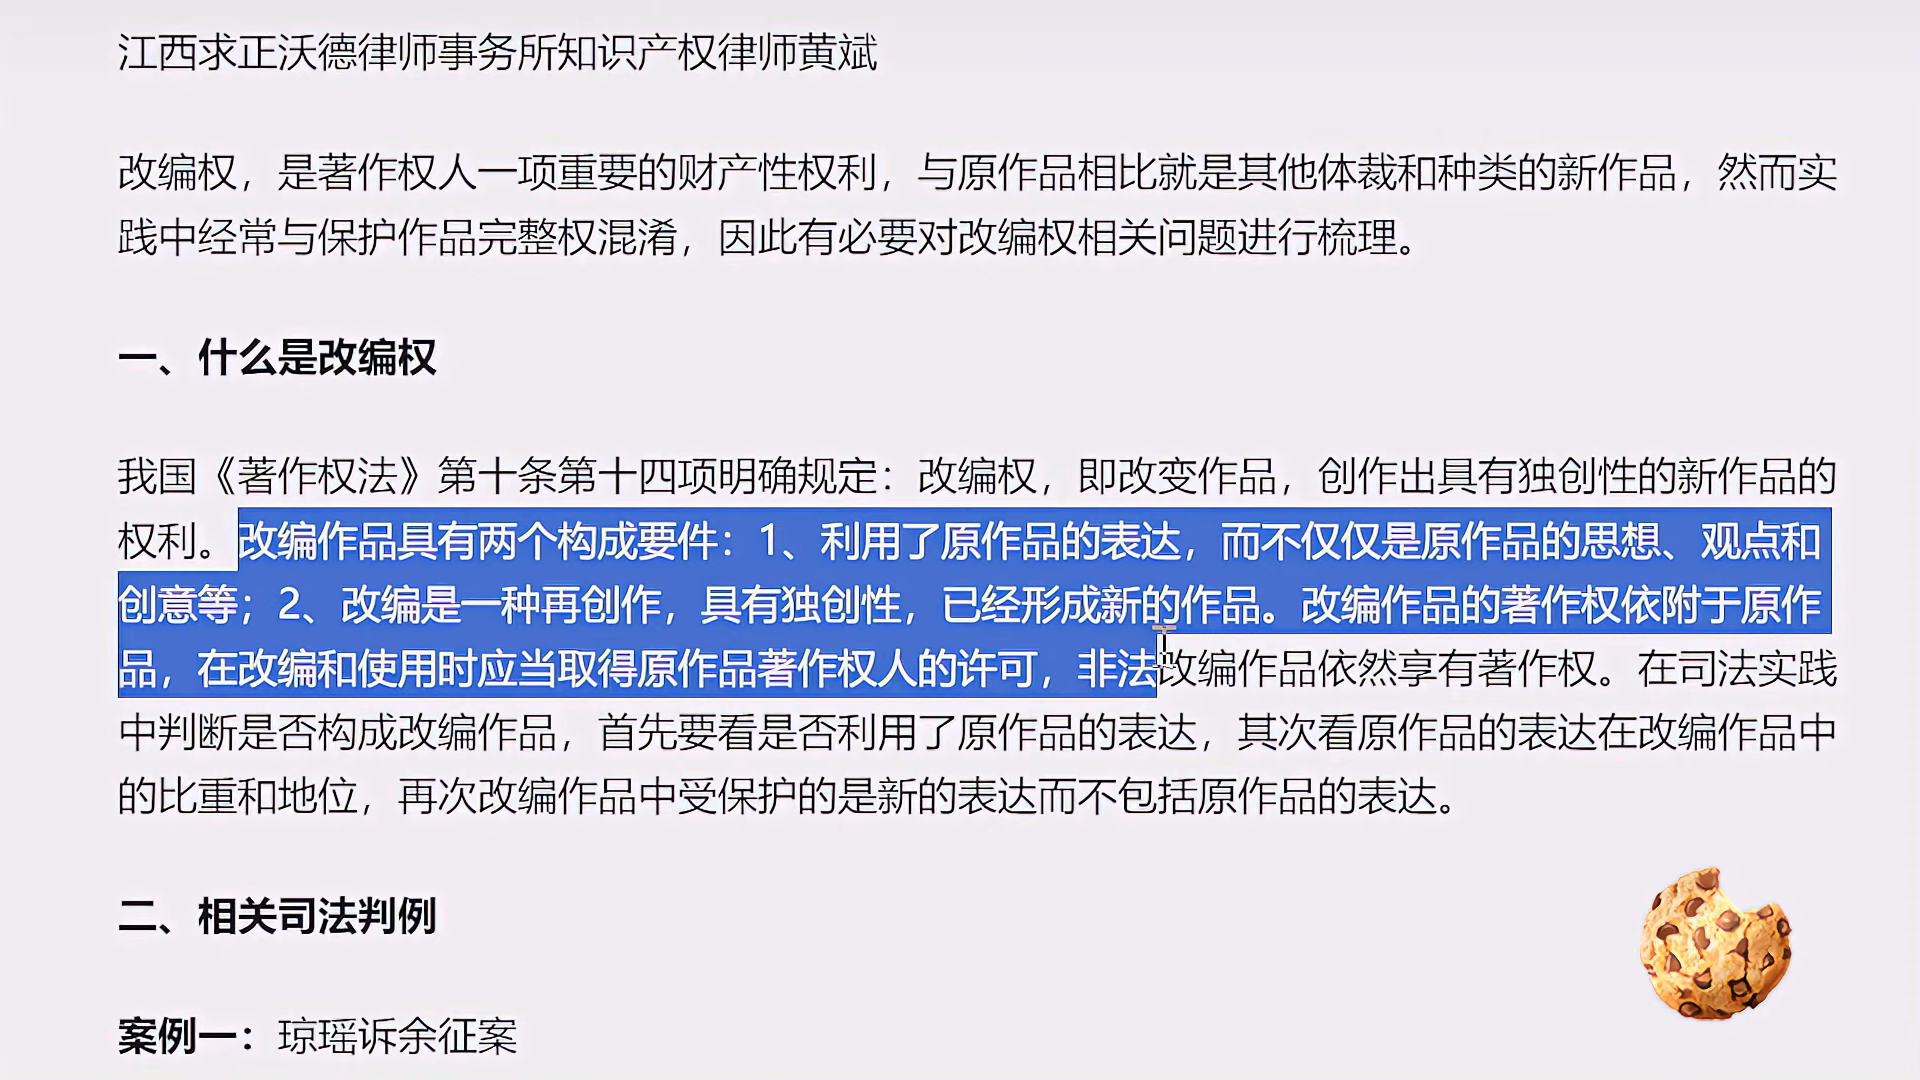 江西求正沃德律师事务所知识产权律师黄斌
改编权，是著作权人一项重要的财产性权利，与原作品相比就是其他体裁和种类的新作品，然而实
践中经常与保护作品完整权混淆，因此有必要对改编权相关问题进行梳理。
一、什么是改编权
我国《著作权法》第十条第十四项明确规定：改编权，即改变作品，创作出具有独创性的新作品的
权利。改编作品具有两个构成要件：1、利用了原作品的表达，而不仅仅是原作品的思想、观点和
创意等；2、改编是一种再创作，具有独创性，已经形成新的作品。改编作品的著作权依附于原作
品，在改编和使用时应当取得原作品著作权人的许可，非法改编作品依然享有著作权。在司法实践
中判断是否构成改编作品，首先要看是否利用了原作品的表达，其次看原作品的表达在改编作品中
的比重和地位，再次改编作品中受保护的是新的表达而不包括原作品的表达。
二、相关司法判例
案例一：琼瑶诉余征案